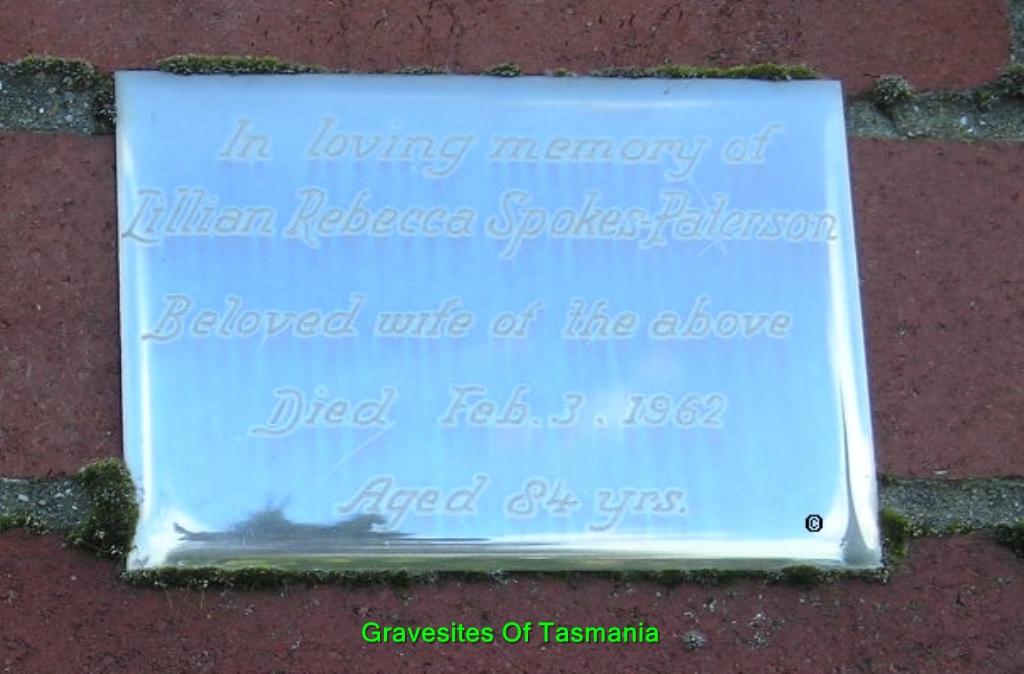 In loving memory of
Lillian Rebecca Spokes-Paterson
Beloved wife of the above
Died Feb. 3. 1962
Aged 84 yrs.
©
Gravesites Of Tasmania